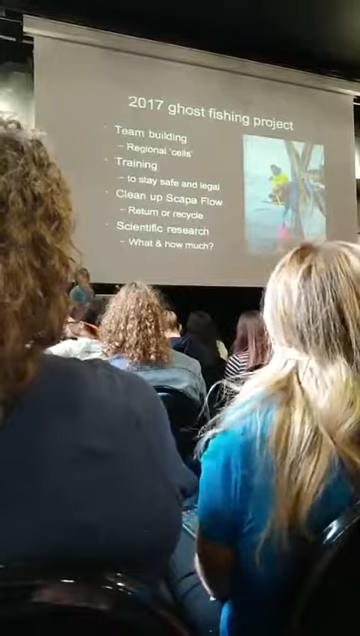 2017 ghost fishing project
Team building
– Regional 'cells'
Training
– to stay safe and legal
Clean up Scapa Flow
– Return or recycle
Scientific research
– What & how much?